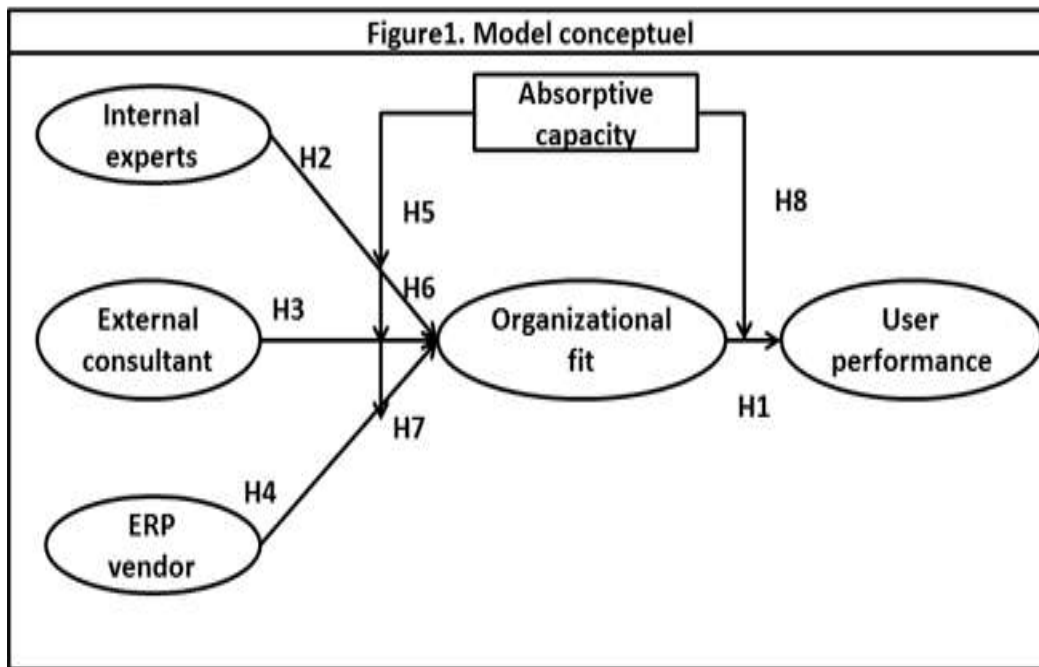 Figure1. Model conceptuel
Internal
experts
Absorptive
capacity
H2
H5
H8
H6
External
consultant
H3
Organizational
fit
User
performance
H1
H7
H4
ERP
vendor